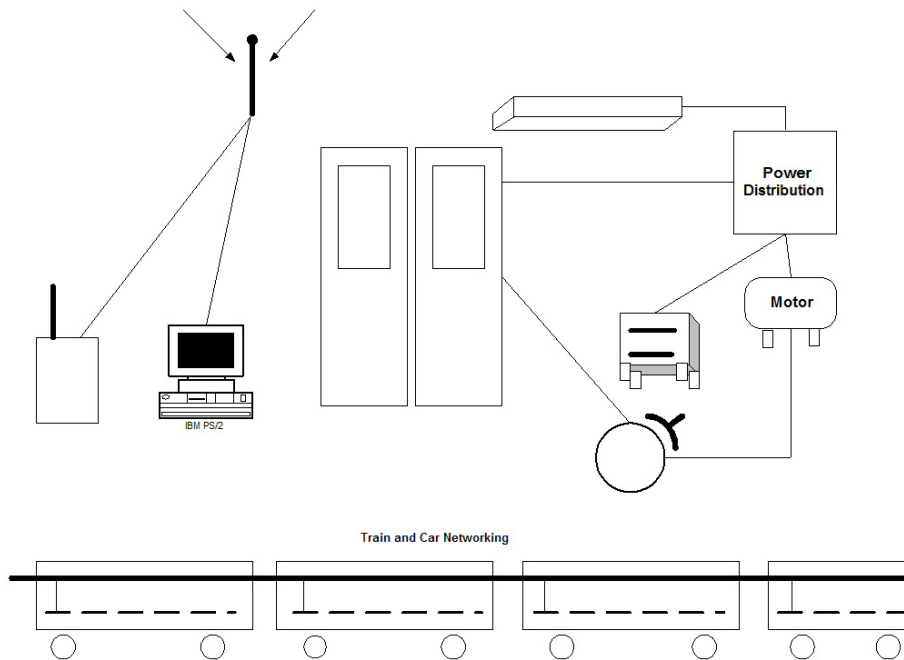 Power
Distribution
Motor
IBM PS/2
Train and Car Networking